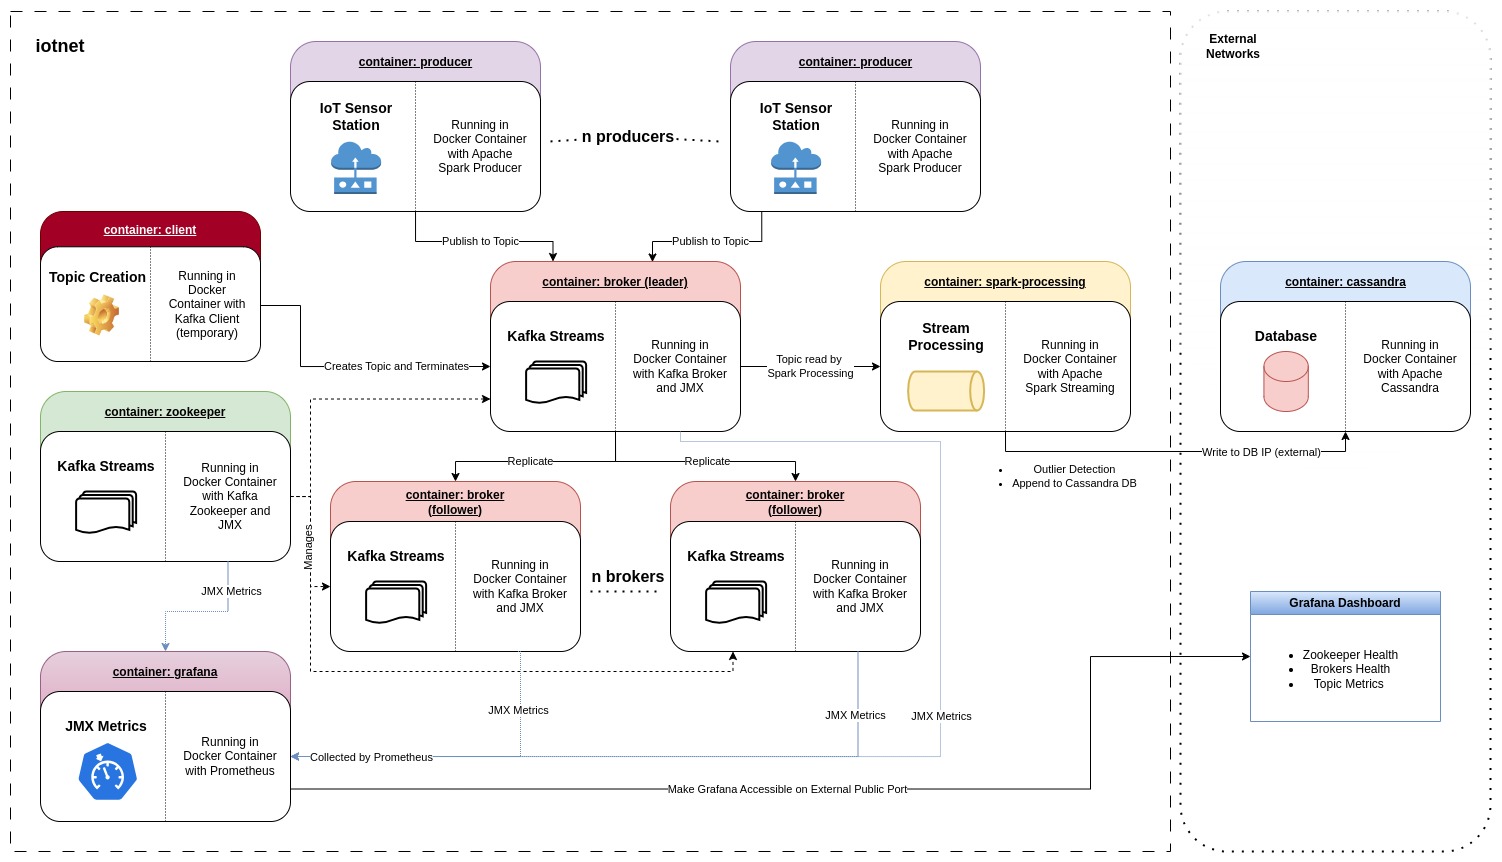 iotnet
External
Networks
container: producer
IoT Sensor
Station
Running in
Docker Container
with Apache
Spark Producer
n producers
container: producer
IoT Sensor
Station
Running in
Docker Container
with Apache
Spark Producer
Publish to Topic
Publish to Topic
container: client
Topic Creation
Running in
Docker
Container with
Kafka Client
(temporary)
Creates Topic and Terminates
container: broker (leader)
Kafka Streams
Running in
Docker Container
with Kafka Broker
and JMX
Topic read by
Spark Processing
container: spark-processing
Stream
Processing
Running in
Docker Container
with Apache
Spark Streaming
container: cassandra
Database
Running in
Docker Container
with Apache
Cassandra
Write to DB IP (external)
• Outlier Detection
• Append to Cassandra DB
container: zookeeper
Kafka Streams
Running in
Docker Container
with Kafka
Zookeeper and
JMX
Manages
Replicate
Replicate
container: broker
(follower)
Kafka Streams
Running in
Docker Container
with Kafka Broker
and JMX
n brokers
container: broker
(follower)
Kafka Streams
Running in
Docker Container
with Kafka Broker
and JMX
JMX Metrics
container: grafana
JMX Metrics
Running in
Docker Container
with Prometheus
JMX Metrics
JMX Metrics
JMX Metrics
Collected by Prometheus
Make Grafana Accessible on External Public Port
Grafana Dashboard
• Zookeeper Health
• Brokers Health
• Topic Metrics